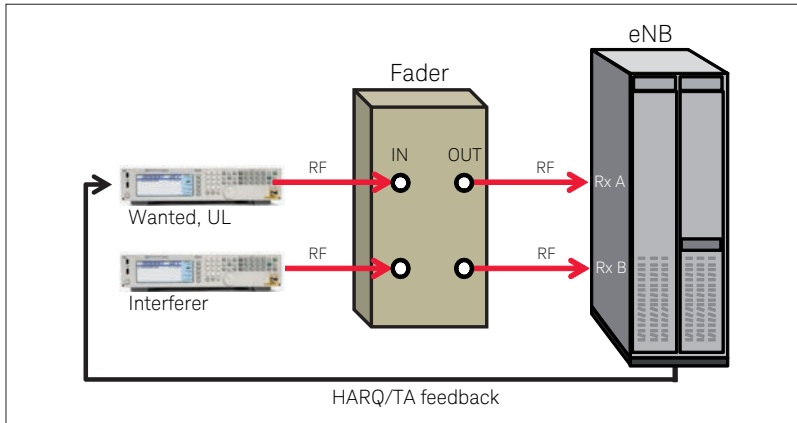 eNB
Fader
IN OUT
RF
RF
Rx A
Wanted, UL
RF
RF
Rx B
Interferer
HARQ/TA feedback